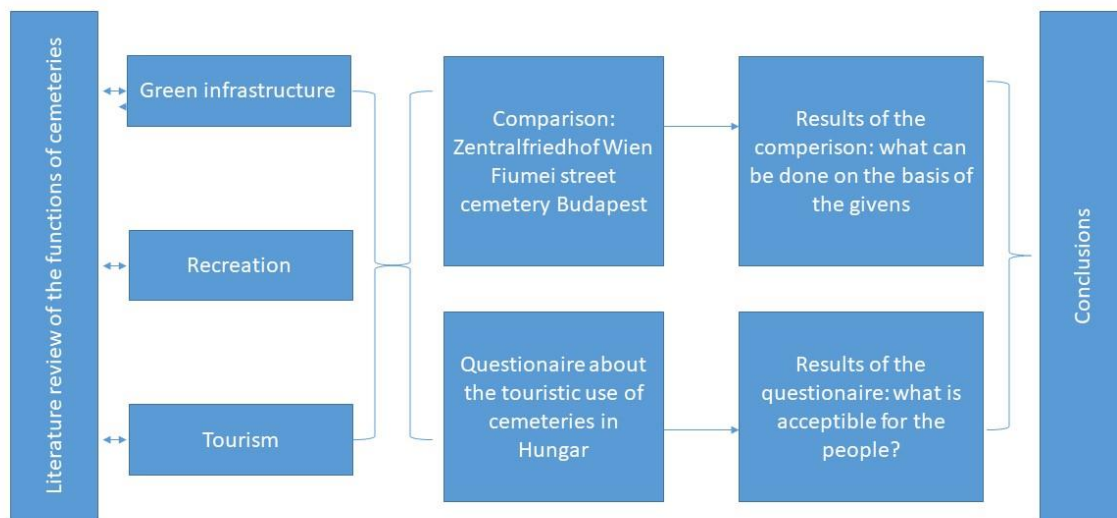 Literature review of the functions of cemeteries
Green infrastructure
Recreation
Tourism
Comparison:
Zentralfriedhof Wien
Fiumei street
cemetery Budapest
Questionaire about
the touristic use of
cemeteries in
Hungar
Results of the
comperison: what can
be done on the basis of
the givens
Results of the
questionaire: what is
acceptible for the
people?
Conclusions